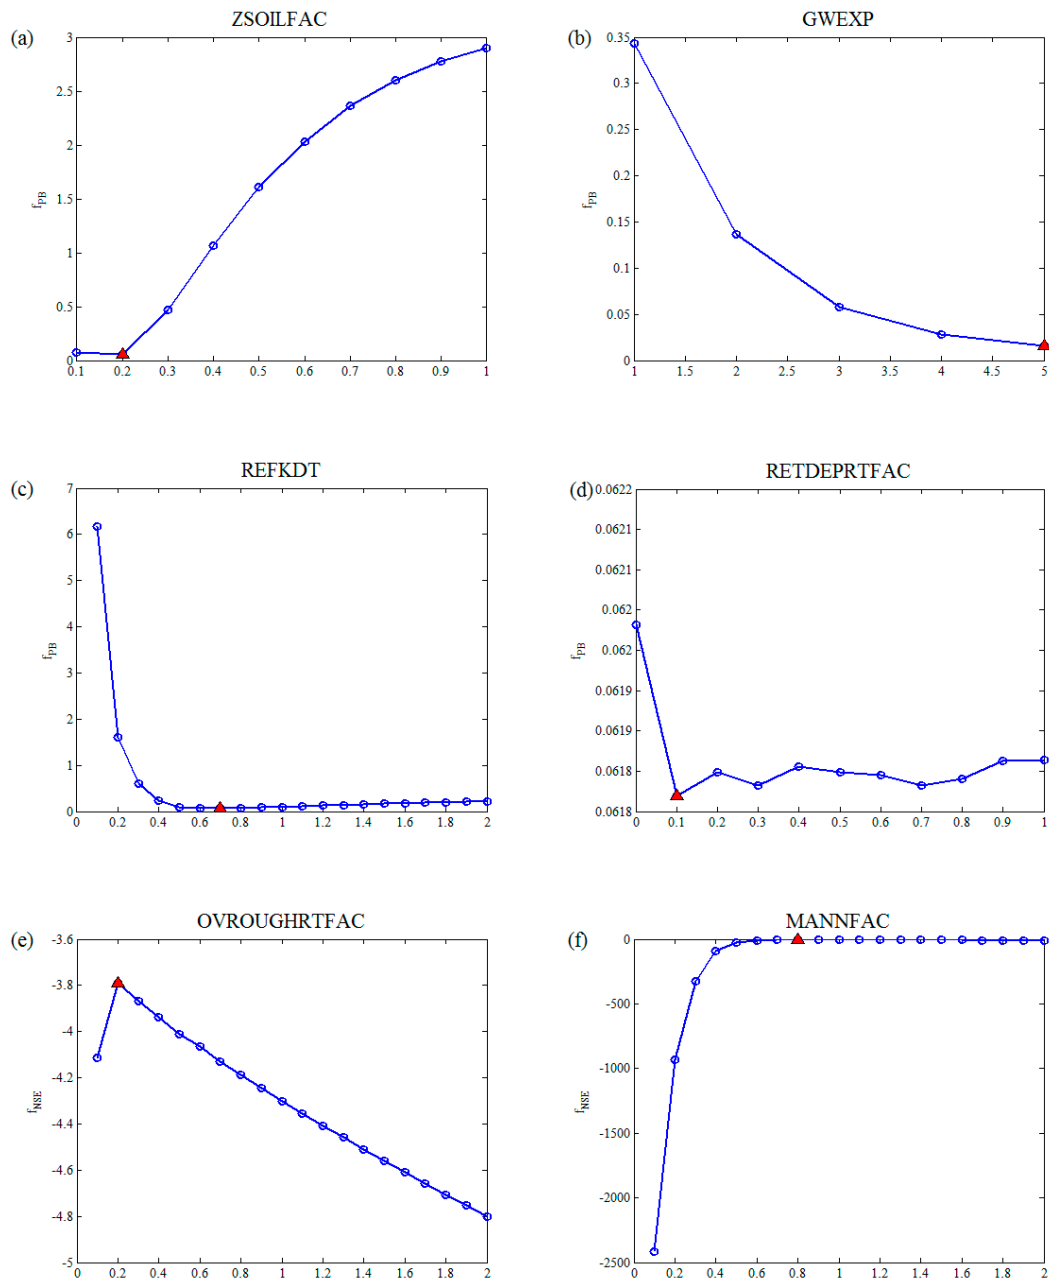 ZSOILFAC
(a)
3
2.5
2
1.5
1
0.5
0
f_PB
0.1 0.2 0.3 0.4 0.5 0.6 0.7 0.8 0.9 1
GWEXP
(b)
0.35
0.3
0.25
0.2
0.15
0.1
0.05
0
f_PB
1 1.5 2 2.5 3 3.5 4 4.5 5
REFKDT
(c)
7
6
5
4
3
2
1
0
f_PB
0 0.2 0.4 0.6 0.8 1 1.2 1.4 1.6 1.8 2
RETDEPRTFAC
(d)
0.0622
0.0621
0.0621
0.062
0.062
0.0619
0.0619
0.0618
0.0618
f_PB
0 0.1 0.2 0.3 0.4 0.5 0.6 0.7 0.8 0.9 1
OVROUGHRTFAC
(e)
-3.6
-3.8
-4
-4.2
-4.4
-4.6
-4.8
-5
f_NSE
0 0.2 0.4 0.6 0.8 1 1.2 1.4 1.6 1.8 2
MANNFAC
(f)
0
-500
-1000
-1500
-2000
-2500
f_NSE
0 0.2 0.4 0.6 0.8 1 1.2 1.4 1.6 1.8 2